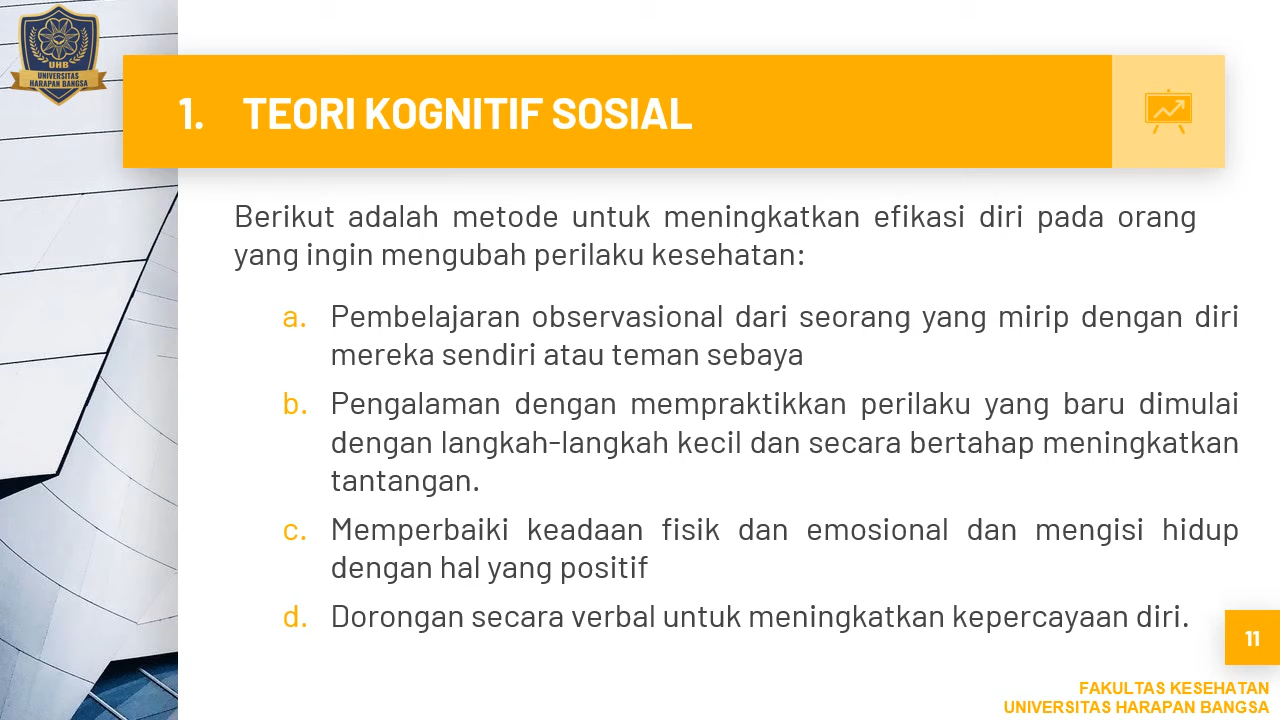 UHB
UNIVERSITAS
HARAPAN BANGSA
1. TEORI KOGNITIF SOSIAL
Berikut adalah metode untuk meningkatkan efikasi diri pada orang
yang ingin mengubah perilaku kesehatan:
a. Pembelajaran observasional dari seorang yang mirip dengan diri
mereka sendiri atau teman sebaya
b. Pengalaman dengan mempraktikkan perilaku yang baru dimulai
dengan langkah-langkah kecil dan secara bertahap meningkatkan
tantangan.
c. Memperbaiki keadaan fisik dan emosional dan mengisi hidup
dengan hal yang positif
d. Dorongan secara verbal untuk meningkatkan kepercayaan diri.
11
FAKULTAS KESEHATAN
UNIVERSITAS HARAPAN BANGSA